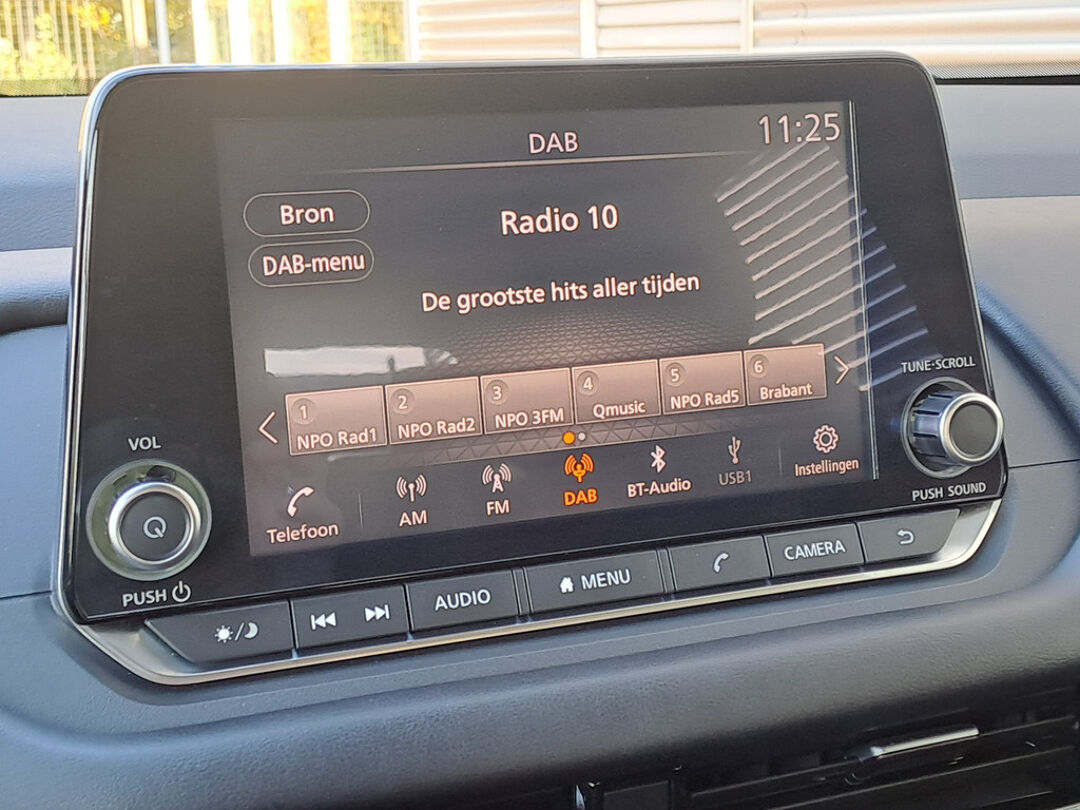 DAB
11:25
Bron
Radio 10
DAB-menu
De grootste hits aller tijden
1 NPO Rad1
2 NPO Rad2
3 NPO 3FM
4 Qmusic
5 NPO Rad5
6 Brabant
Telefoon
AM
FM
DAB
BT-Audio
USB1
Instellingen
VOL
PUSH
TUNE·SCROLL
PUSH SOUND
AUDIO
MENU
CAMERA